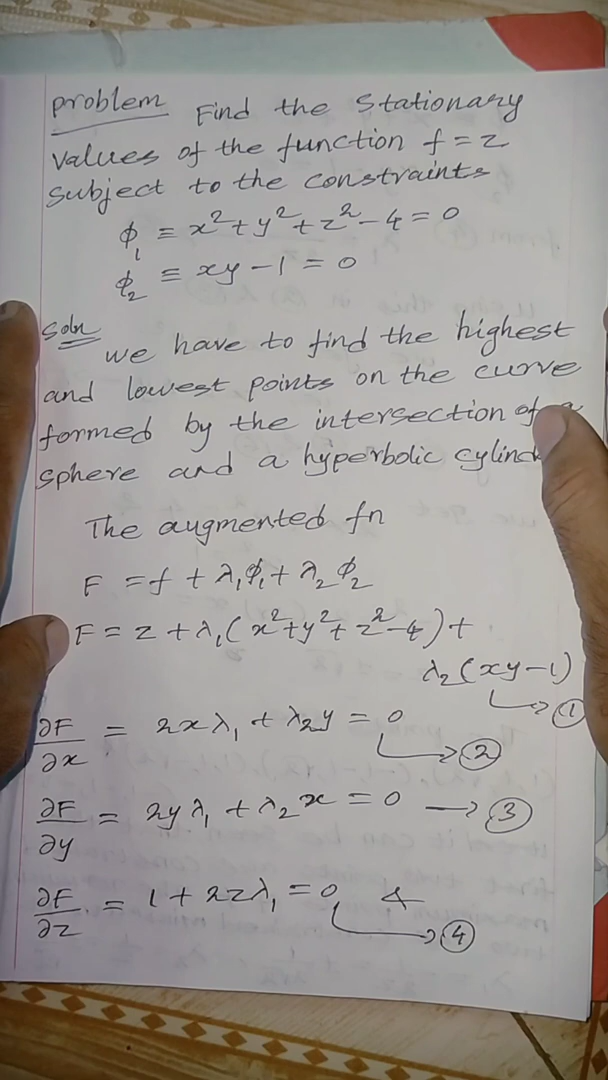 problem Find the stationary
values of the function f = z
subject to the constraints
ϕ₁ ≡ x² + y² + z² - 4 = 0
ϕ₂ ≡ xy - 1 = 0
Soln
we have to find the highest
and lowest points on the curve
formed by the intersection of a
sphere and a hyperbolic
The augmented fn
F = f + λ₁ϕ₁ + λ₂ϕ₂
F = z + λ₁(x² + y² + z² - 4) +
λ₂(xy - 1)
→ ①
∂F/∂x = 2xλ₁ + λ₂y = 0
→ ②
∂F/∂y = 2yλ₁ + λ₂x = 0 → ③
∂F/∂z = 1 + 2zλ₁ = 0 &
→ ④